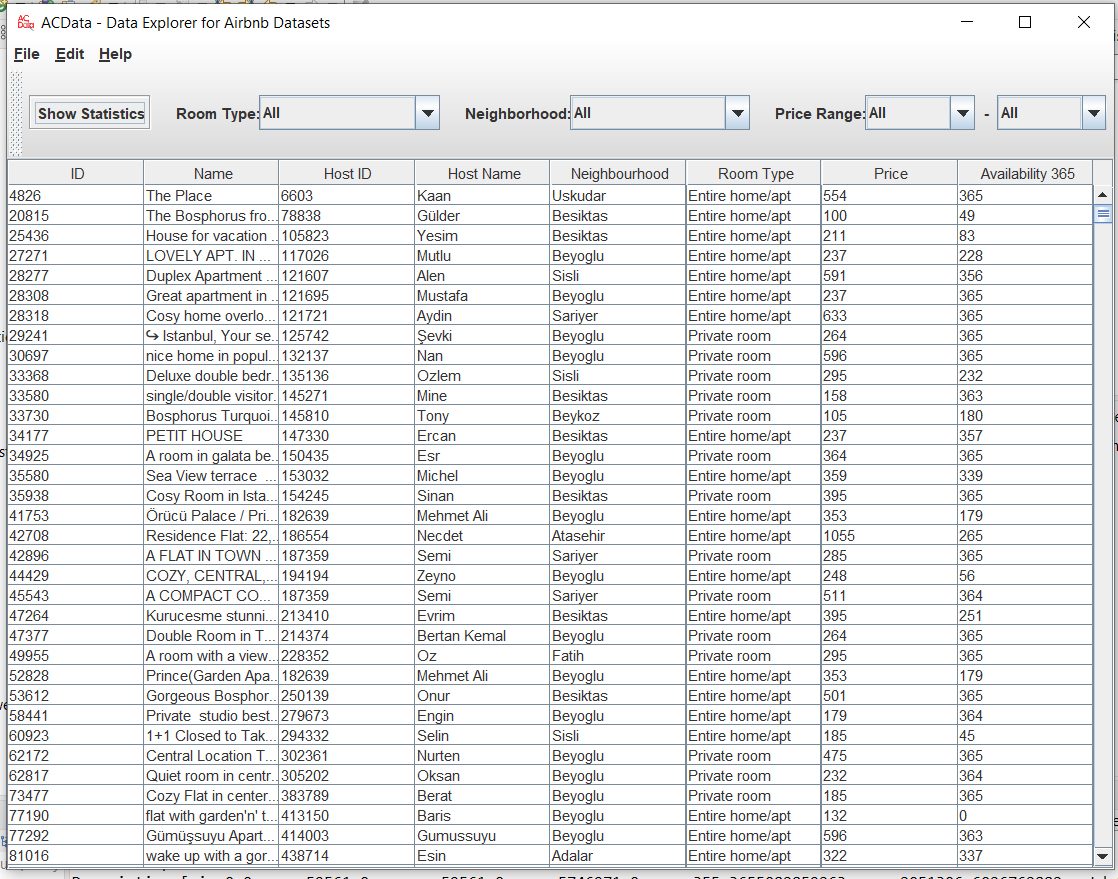 ACData - Data Explorer for Airbnb Datasets
File Edit Help
Show Statistics Room Type: All Neighborhood: All Price Range: All - All
ID Name Host ID Host Name Neighbourhood Room Type Price Availability 365
4826 The Place 6603 Kaan Uskudar Entire home/apt 554 365
20815 The Bosphorus fro... 78838 Gülder Besiktas Entire home/apt 100 49
25436 House for vacation ... 105823 Yesim Besiktas Entire home/apt 211 83
27271 LOVELY APT. IN ... 117026 Mutlu Beyoglu Entire home/apt 237 228
28277 Duplex Apartment ... 121607 Alen Sisli Entire home/apt 591 356
28308 Great apartment in ... 121695 Mustafa Beyoglu Entire home/apt 237 365
28318 Cosy home overlo... 121721 Aydin Sariyer Entire home/apt 633 365
29241 ↪ Istanbul, Your se... 125742 Şevki Beyoglu Private room 264 365
30697 nice home in popul... 132137 Nan Beyoglu Private room 596 365
33368 Deluxe double bedr... 135136 Ozlem Sisli Private room 295 232
33580 single/double visitor... 145271 Mine Besiktas Private room 158 363
33730 Bosphorus Turquoi... 145810 Tony Beykoz Private room 105 180
34177 PETIT HOUSE 147330 Ercan Besiktas Entire home/apt 237 357
34925 A room in galata be... 150435 Esr Beyoglu Private room 364 365
35580 Sea View terrace ... 153032 Michel Beyoglu Entire home/apt 359 339
35938 Cosy Room in Ista... 154245 Sinan Besiktas Private room 395 365
41753 Örücü Palace / Pri... 182639 Mehmet Ali Beyoglu Entire home/apt 353 179
42708 Residence Flat: 22,... 186554 Necdet Atasehir Entire home/apt 1055 265
42896 A FLAT IN TOWN ... 187359 Semi Sariyer Private room 285 365
44429 COZY, CENTRAL,... 194194 Zeyno Beyoglu Entire home/apt 248 56
45543 A COMPACT CO... 187359 Semi Sariyer Entire home/apt 511 364
47264 Kurucesme stunni... 213410 Evrim Besiktas Entire home/apt 395 251
47377 Double Room in T... 214374 Bertan Kemal Beyoglu Private room 264 365
49955 A room with a view... 228352 Oz Fatih Private room 295 365
52828 Prince(Garden Apa... 182639 Mehmet Ali Beyoglu Entire home/apt 353 179
53612 Gorgeous Bosphor... 250139 Onur Besiktas Entire home/apt 501 365
58441 Private studio best... 279673 Engin Beyoglu Entire home/apt 179 364
60923 1+1 Closed to Tak... 294332 Selin Sisli Entire home/apt 185 45
62172 Central Location T... 302361 Nurten Beyoglu Private room 475 365
62817 Quiet room in centr... 305202 Oksan Beyoglu Private room 232 364
73477 Cozy Flat in center... 383789 Berat Beyoglu Private room 185 365
77190 flat with garden'n' t... 413150 Baris Beyoglu Entire home/apt 132 0
77292 Gümüşsuyu Apart... 414003 Gumussuyu Beyoglu Entire home/apt 596 363
81016 wake up with a gor... 438714 Esin Adalar Entire home/apt 322 337